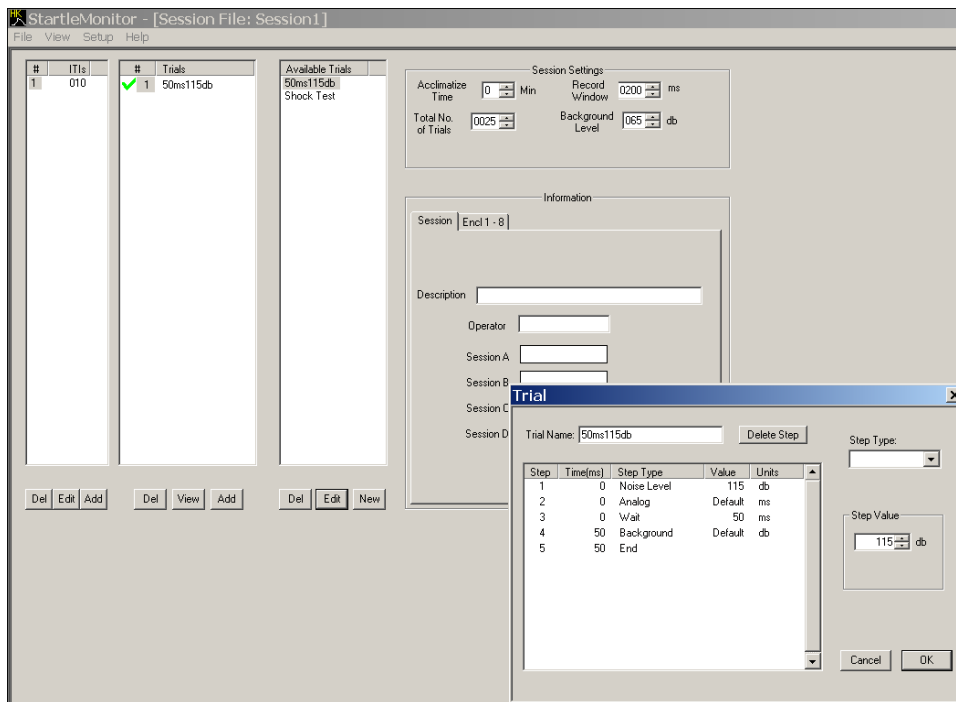 HK StartleMonitor - [Session File: Session1]
File View Setup Help
# ITIs
1 010
# Trials
1 50ms115db
Available Trials
50ms115db
Shock Test
Del Edit Add
Del View Add
Del Edit New
Session Settings
Acclimatize Time 0 Min
Record Window 0200 ms
Total No. of Trials 0025
Background Level 065 db
Information
Session Encl 1 - 8
Description
Operator
Session A
Session B
Session C
Session D
Trial
Trial Name: 50ms115db Delete Step
Step Time(ms) Step Type Value Units
1 0 Noise Level 115 db
2 0 Analog Default ms
3 0 Wait 50 ms
4 50 Background Default db
5 50 End
Step Type:
Step Value
115 db
Cancel OK